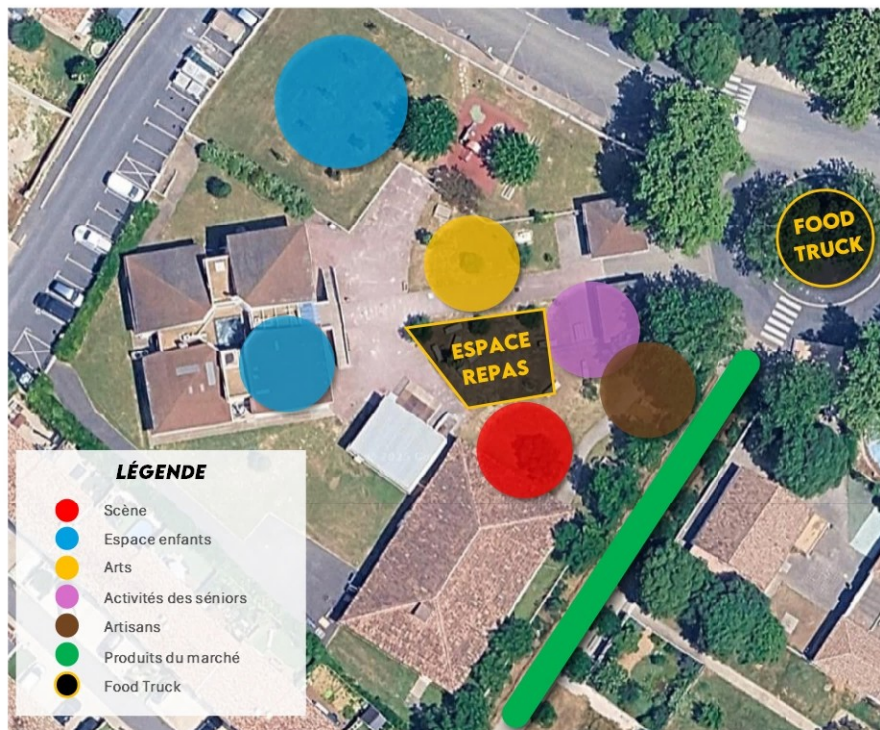 FOOD
TRUCK
ESPACE
REPAS
LÉGENDE
Scène
Espace enfants
Arts
Activités des séniors
Artisans
Produits du marché
Food Truck